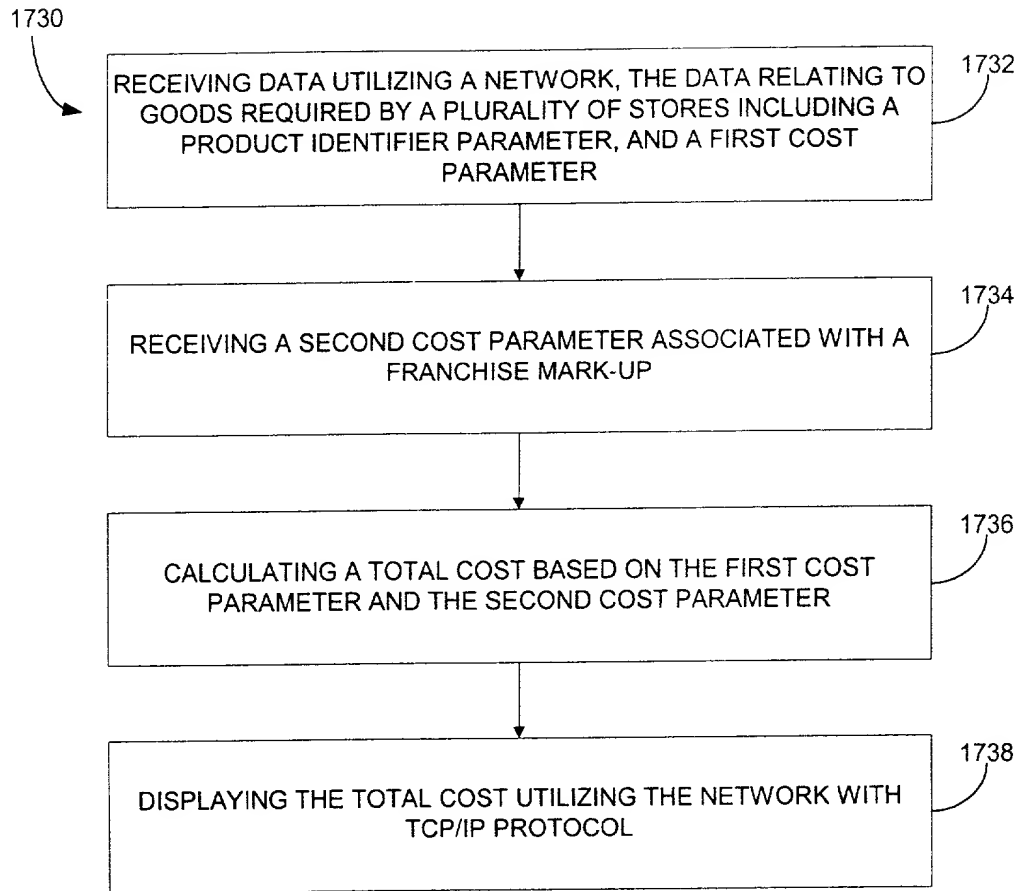 1730
RECEIVING DATA UTILIZING A NETWORK, THE DATA RELATING TO
GOODS REQUIRED BY A PLURALITY OF STORES INCLUDING A
PRODUCT IDENTIFIER PARAMETER, AND A FIRST COST
PARAMETER
1732
RECEIVING A SECOND COST PARAMETER ASSOCIATED WITH A
FRANCHISE MARK-UP
1734
CALCULATING A TOTAL COST BASED ON THE FIRST COST
PARAMETER AND THE SECOND COST PARAMETER
1736
DISPLAYING THE TOTAL COST UTILIZING THE NETWORK WITH
TCP/IP PROTOCOL
1738